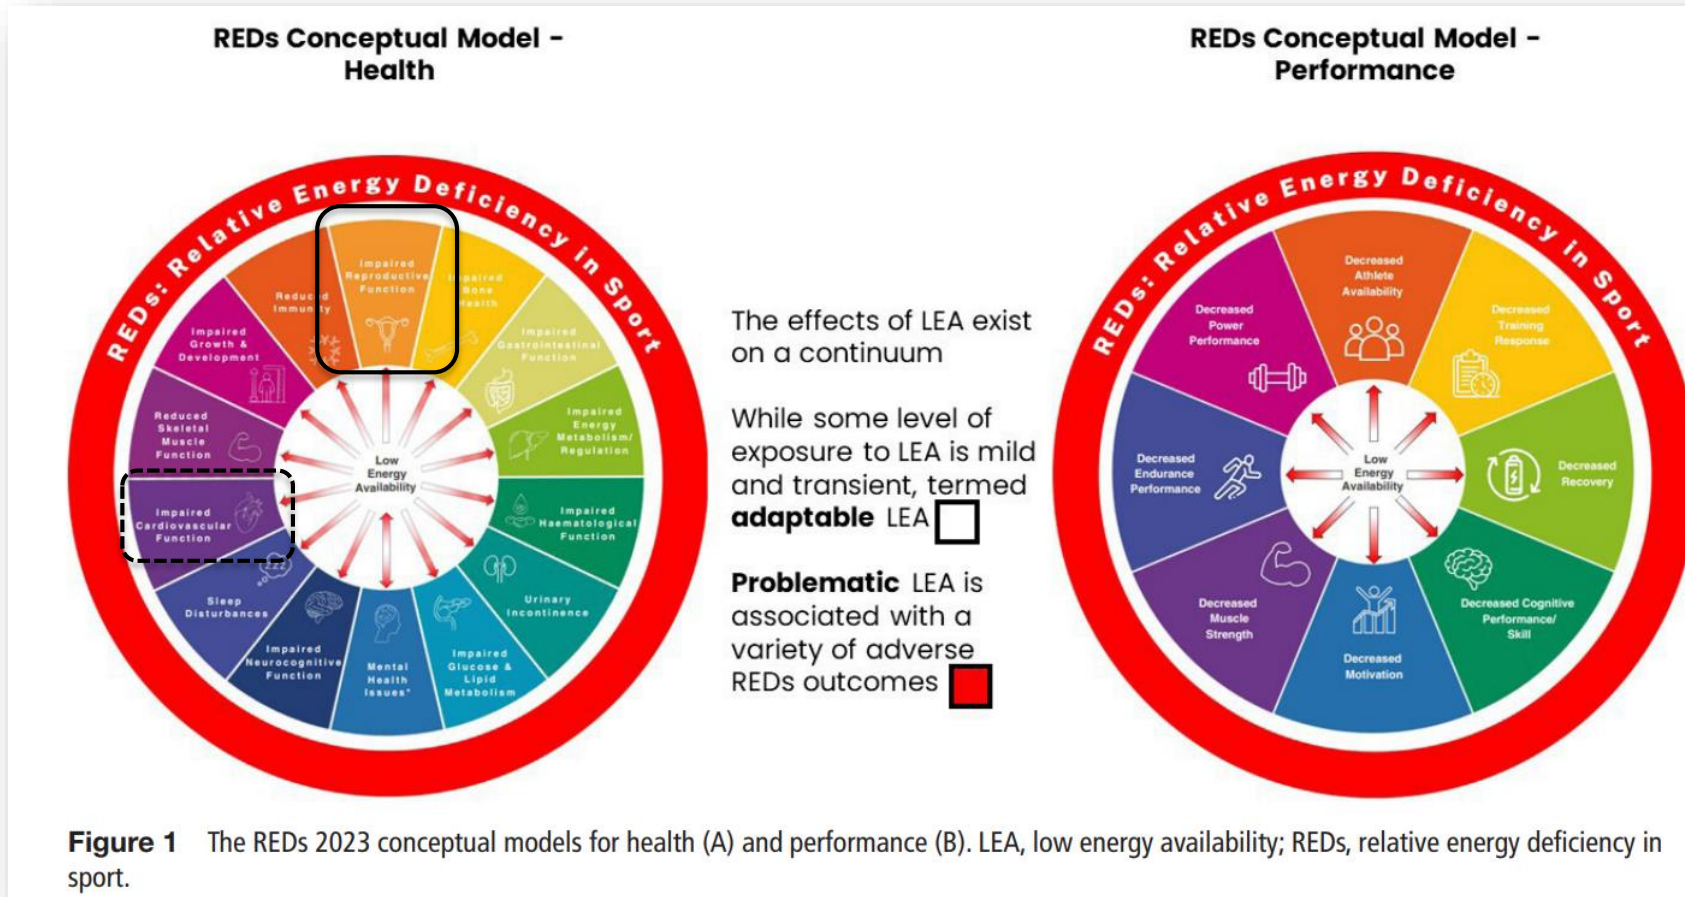 REDs Conceptual Model –
Health
REDs Conceptual Model –
Performance
REDs: Relative Energy Deficiency in Sport
Impaired
Reproductive
Function
Impaired
Bone
Health
Impaired
Gastrointestinal
Function
Impaired
Energy
Metabolism/
Regulation
Impaired
Haematological
Function
Urinary
Incontinence
Impaired
Glucose &
Lipid
Metabolism
Mental
Health
Issues*
Impaired
Neurocognitive
Function
Sleep
Disturbances
zzz
Impaired
Cardiovascular
Function
Reduced
Skeletal
Muscle
Function
Impaired
Growth &
Development
Reduced
Immunity
Low
Energy
Availability
The effects of LEA exist
on a continuum
While some level of
exposure to LEA is mild
and transient, termed
adaptable LEA
Problematic LEA is
associated with a
variety of adverse
REDs outcomes
REDs: Relative Energy Deficiency in Sport
Decreased
Athlete
Availability
Decreased
Training
Response
Decreased
Recovery
Decreased Cognitive
Performance/
Skill
Decreased
Motivation
Decreased
Muscle
Strength
Decreased
Endurance
Performance
Decreased
Power
Performance
Low
Energy
Availability
Figure 1 The REDs 2023 conceptual models for health (A) and performance (B). LEA, low energy availability; REDs, relative energy deficiency in
sport.